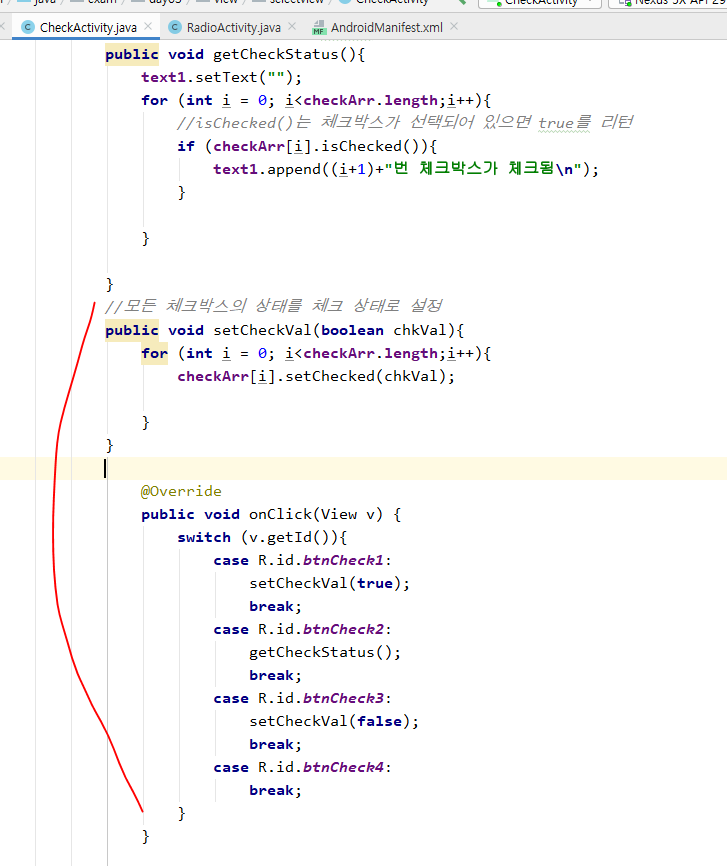 java exam day03 view selectview CheckActivity CheckActivity Nexus 5X API 29
CheckActivity.java RadioActivity.java AndroidManifest.xml
public void getCheckStatus(){
text1.setText("");
for (int i = 0; i<checkArr.length;i++){
//isChecked()는 체크박스가 선택되어 있으면 true를 리턴
if (checkArr[i].isChecked()){
text1.append((i+1)+"번 체크박스가 체크됨\n");
}
}
}
//모든 체크박스의 상태를 체크 상태로 설정
public void setCheckVal(boolean chkVal){
for (int i = 0; i<checkArr.length;i++){
checkArr[i].setChecked(chkVal);
}
}
@Override
public void onClick(View v) {
switch (v.getId()){
case R.id.btnCheck1:
setCheckVal(true);
break;
case R.id.btnCheck2:
getCheckStatus();
break;
case R.id.btnCheck3:
setCheckVal(false);
break;
case R.id.btnCheck4:
break;
}
}